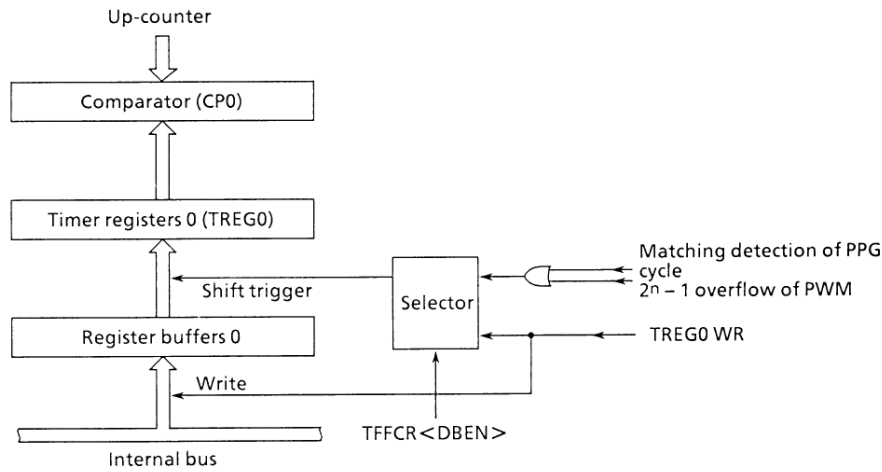 Up-counter
Comparator (CP0)
Timer registers 0 (TREG0)
Matching detection of PPG
cycle
2ⁿ – 1 overflow of PWM
Shift trigger
Selector
Register buffers 0
TREG0 WR
Write
TFFCR<DBEN>
Internal bus